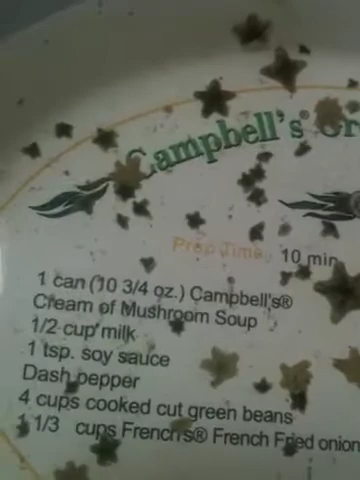 Campbell's® Gr
Prep Time: 10 min
1 can (10 3/4 oz.) Campbell's®
Cream of Mushroom Soup
1/2 cup milk
1 tsp. soy sauce
Dash pepper
4 cups cooked cut green beans
1 1/3 cups French's® French Fried onion